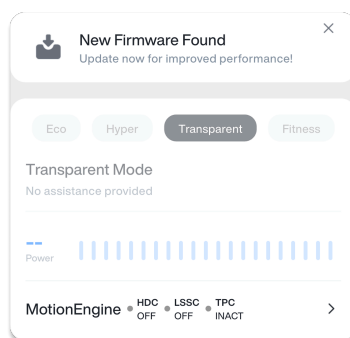 New Firmware Found
Update now for improved performance!
Eco Hyper Transparent Fitness
Transparent Mode
No assistance provided
--
Power
MotionEngine • HDC OFF • LSSC OFF • TPC INACT